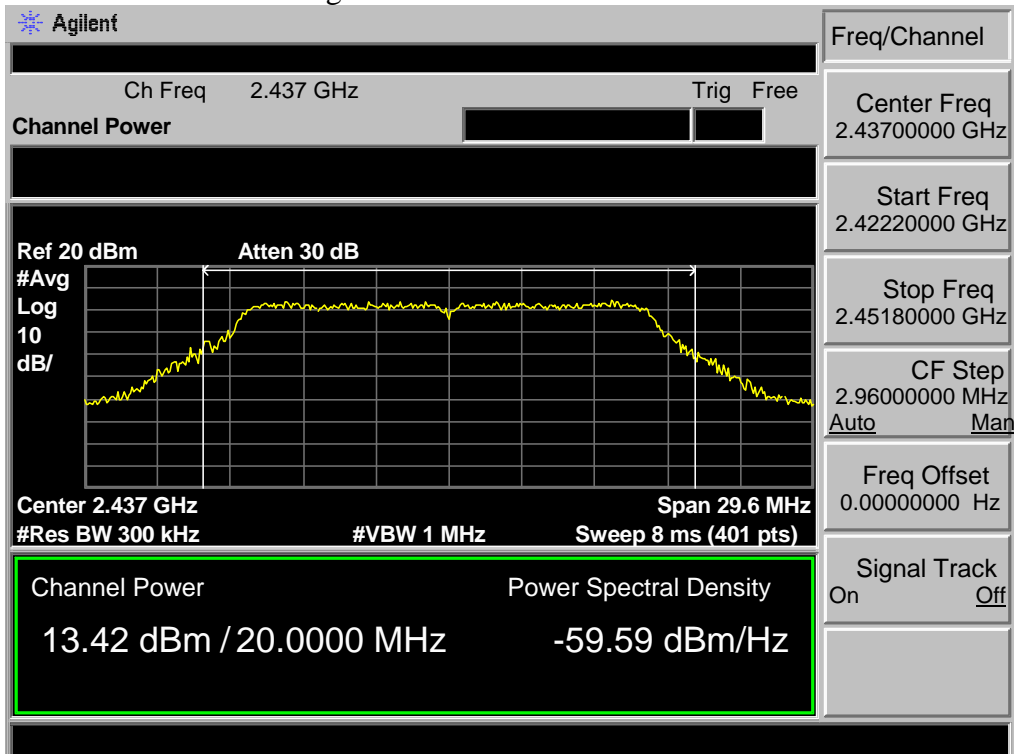 Agilent
Freq/Channel
Ch Freq 2.437 GHz Trig Free
Channel Power
Center Freq
2.43700000 GHz
Start Freq
2.42220000 GHz
Ref 20 dBm Atten 30 dB
#Avg
Log
10
dB/
Stop Freq
2.45180000 GHz
CF Step
2.96000000 MHz
Auto Man
Center 2.437 GHz Span 29.6 MHz
#Res BW 300 kHz #VBW 1 MHz Sweep 8 ms (401 pts)
Freq Offset
0.00000000 Hz
Channel Power Power Spectral Density
13.42 dBm / 20.0000 MHz -59.59 dBm/Hz
Signal Track
On Off